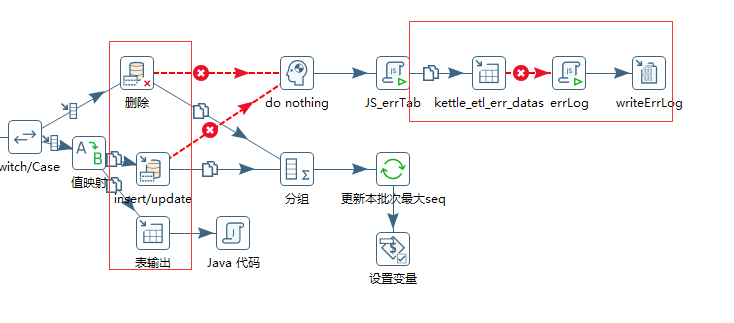 删除
do nothing
JS_errTab
kettle_etl_err_datas
errLog
writeErrLog
witch/Case
值映射
insert/update
分组
更新本批次最大seq
表输出
Java 代码
设置变量